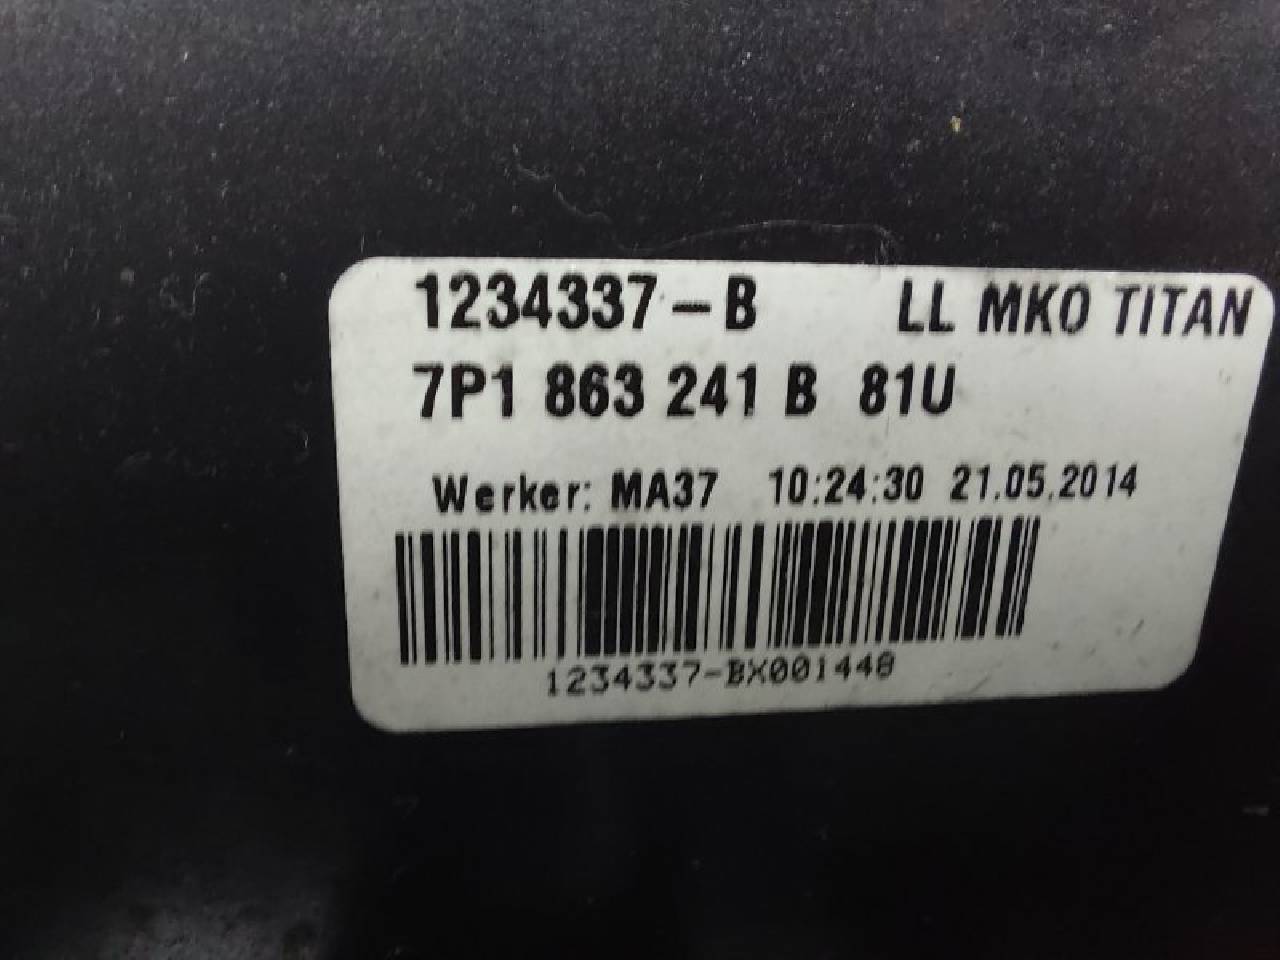 1234337-B LL MKO TITAN
7P1 863 241 B 81U
Werker: MA37 10:24:30 21.05.2014
1234337-BX001448